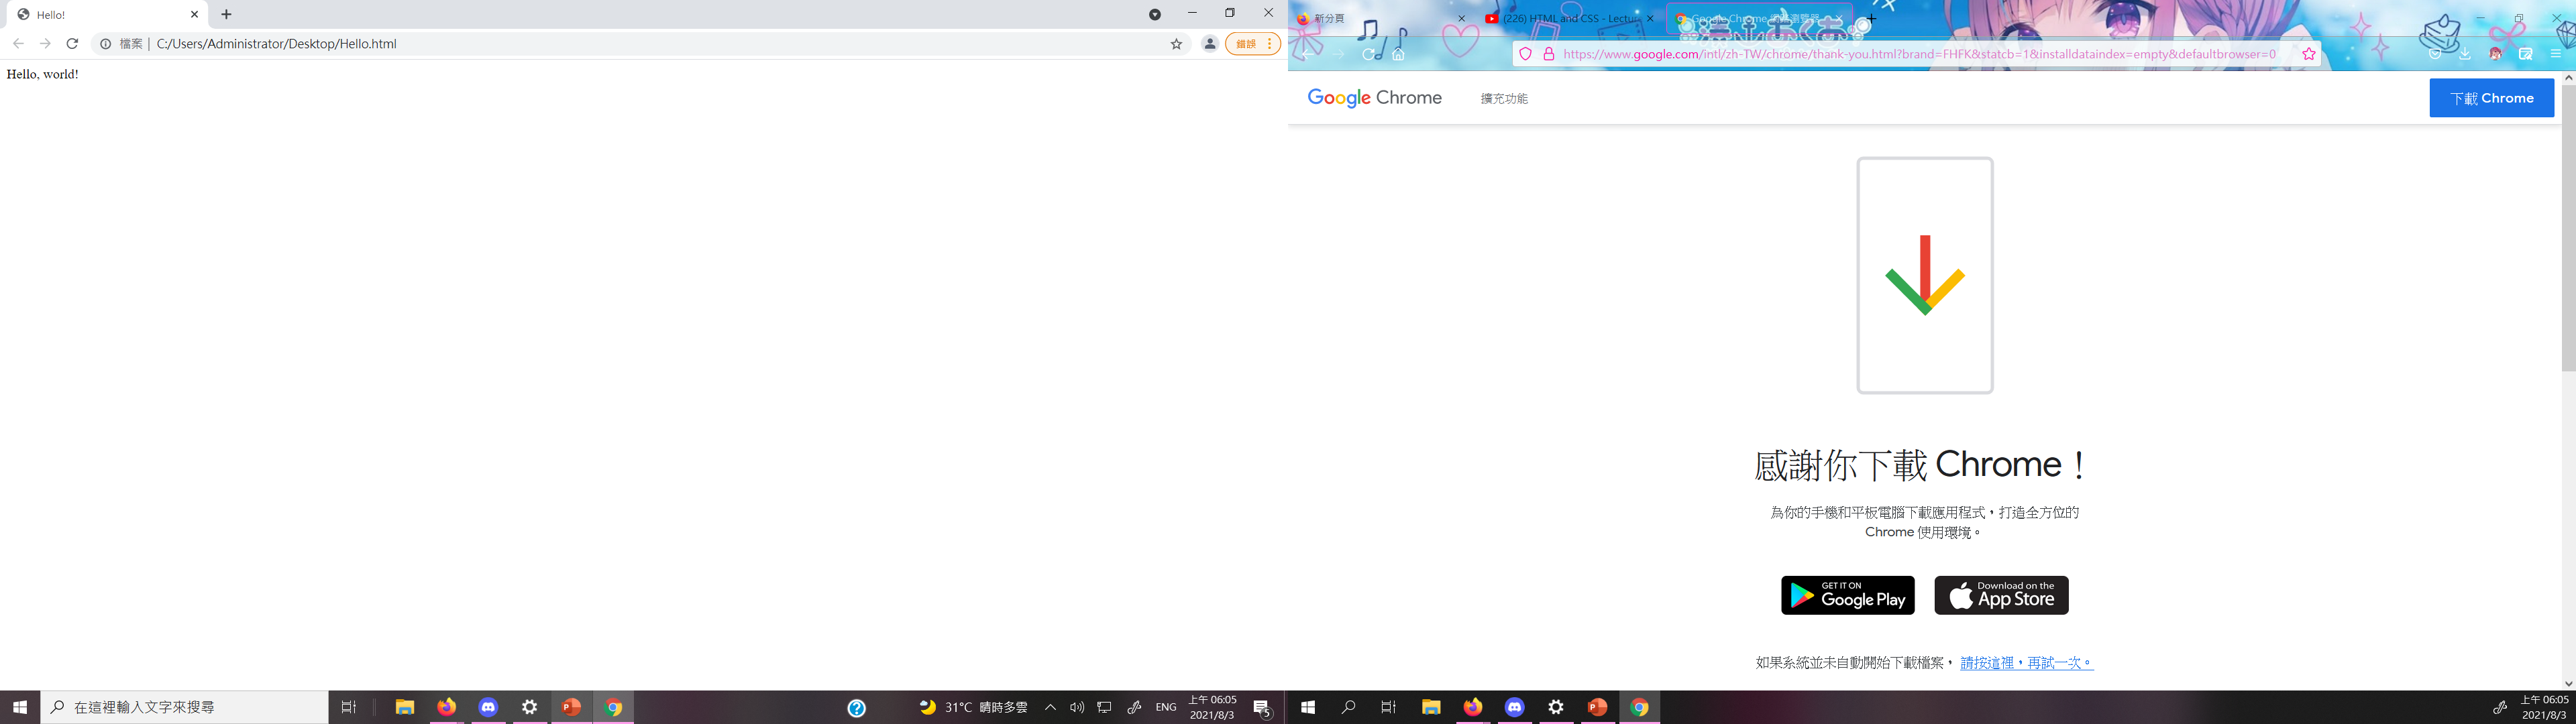 Hello!
檔案 | C:/Users/Administrator/Desktop/Hello.html
錯誤
Hello, world!
在這裡輸入文字來搜尋
31°C 晴時多雲
ENG
上午 06:05
2021/8/3
5
新分頁
(226) HTML and CSS - Lectur
Google Chrome
湊あくあ
https://www.google.com/intl/zh-TW/chrome/thank-you.html?brand=FHFK&statcb=1&installdataindex=empty&defaultbrowser=0
Google Chrome
擴充功能
下載 Chrome
感謝你下載 Chrome！
為你的手機和平板電腦下載應用程式，打造全方位的
Chrome 使用環境。
GET IT ON
Google Play
Download on the
App Store
如果系統並未自動開始下載檔案，請按這裡，再試一次。
上午 06:05
2021/8/3